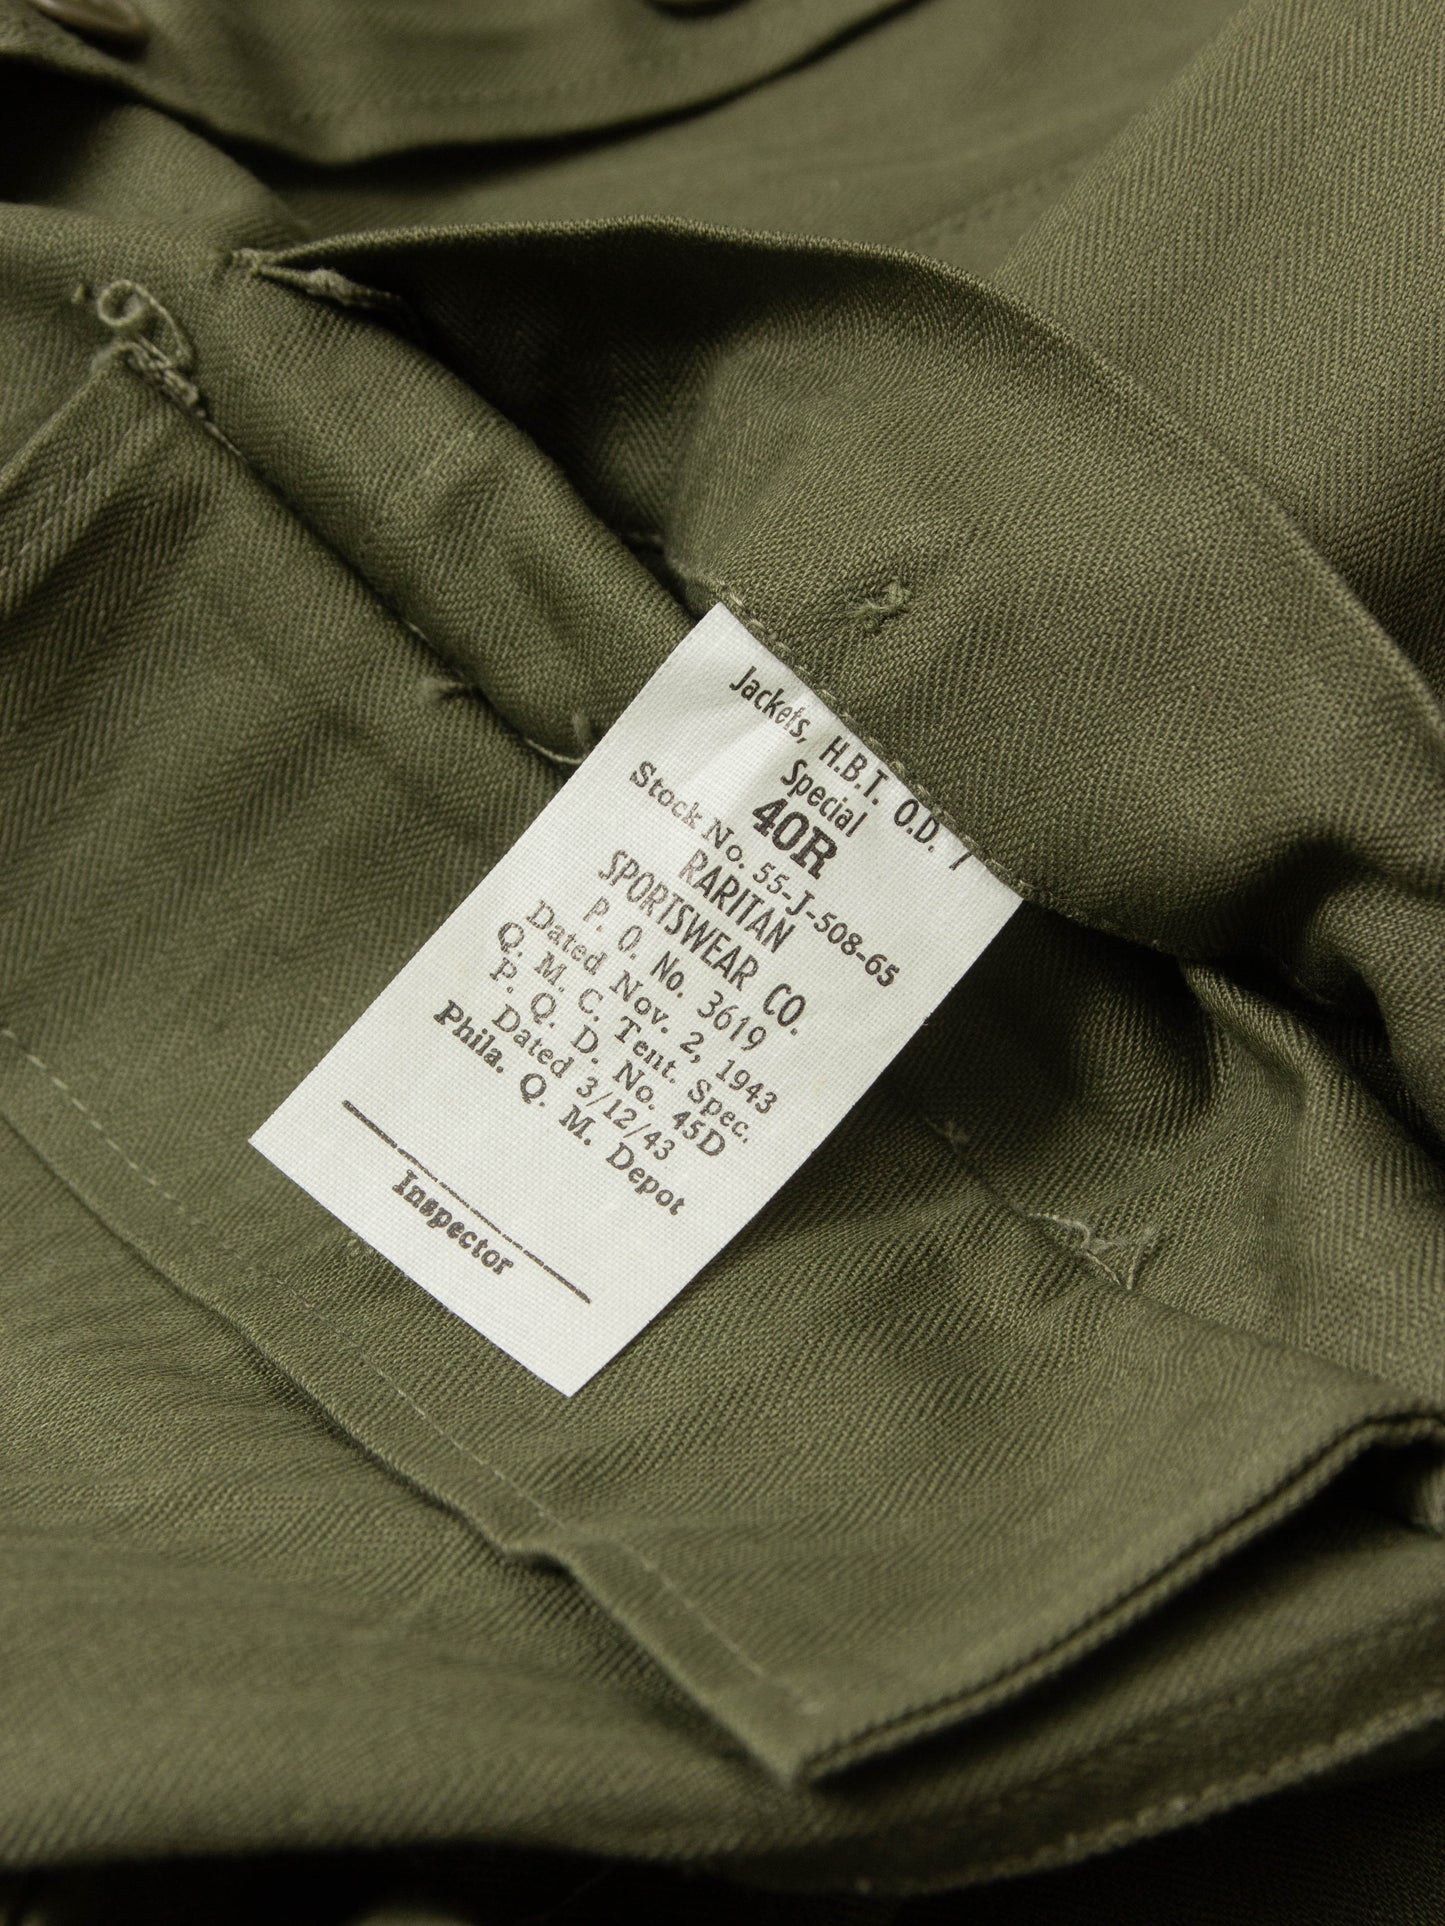 Jackets, H.B.T. O.D. 7
Special
40R
Stock No. 55-J-508-65
RARITAN
SPORTSWEAR CO.
P. O. No. 3619
Dated Nov. 2, 1943
Q. M. C. Tent. Spec.
P. Q. D. No. 45D
Dated 3/12/43
Phila. Q. M. Depot
Inspector